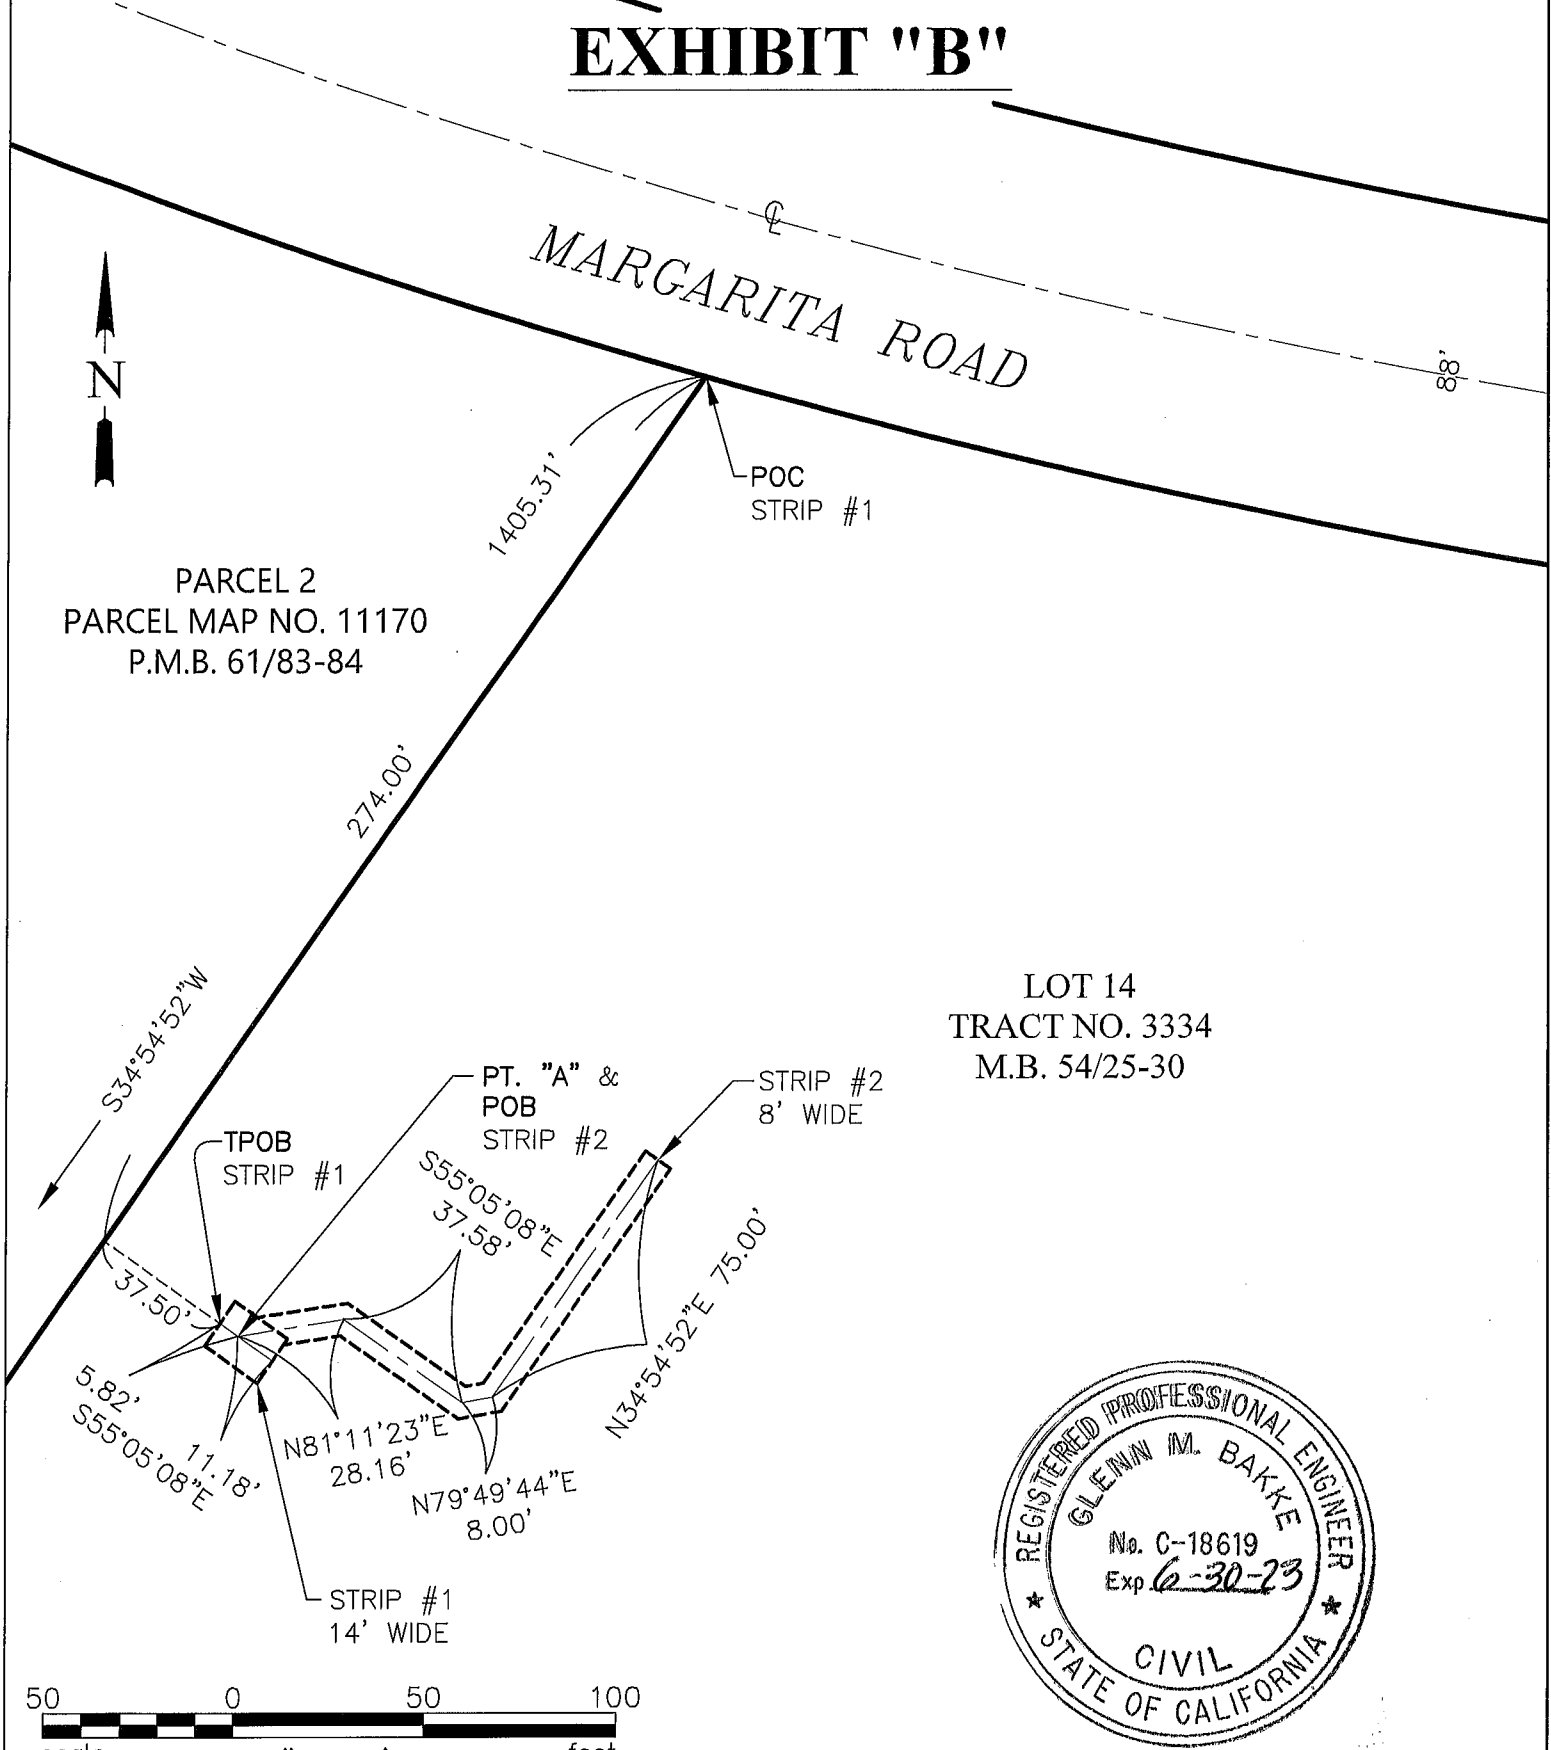 EXHIBIT "B"
℄
MARGARITA ROAD
88'
N
1405.31'
POC
STRIP #1
PARCEL 2
PARCEL MAP NO. 11170
P.M.B. 61/83-84
274.00'
S34°54'52"W
LOT 14
TRACT NO. 3334
M.B. 54/25-30
PT. "A" &
POB
STRIP #2
STRIP #2
8' WIDE
TPOB
STRIP #1
S55°05'08"E
37.58'
N34°54'52"E 75.00'
37.50'
5.82'
S55°05'08"E
11.18'
N81°11'23"E
28.16'
N79°49'44"E
8.00'
STRIP #1
14' WIDE
REGISTERED PROFESSIONAL ENGINEER
GLENN M. BAKKE
No. C-18619
Exp. 6-30-23
CIVIL
STATE OF CALIFORNIA
50 0 50 100
feet